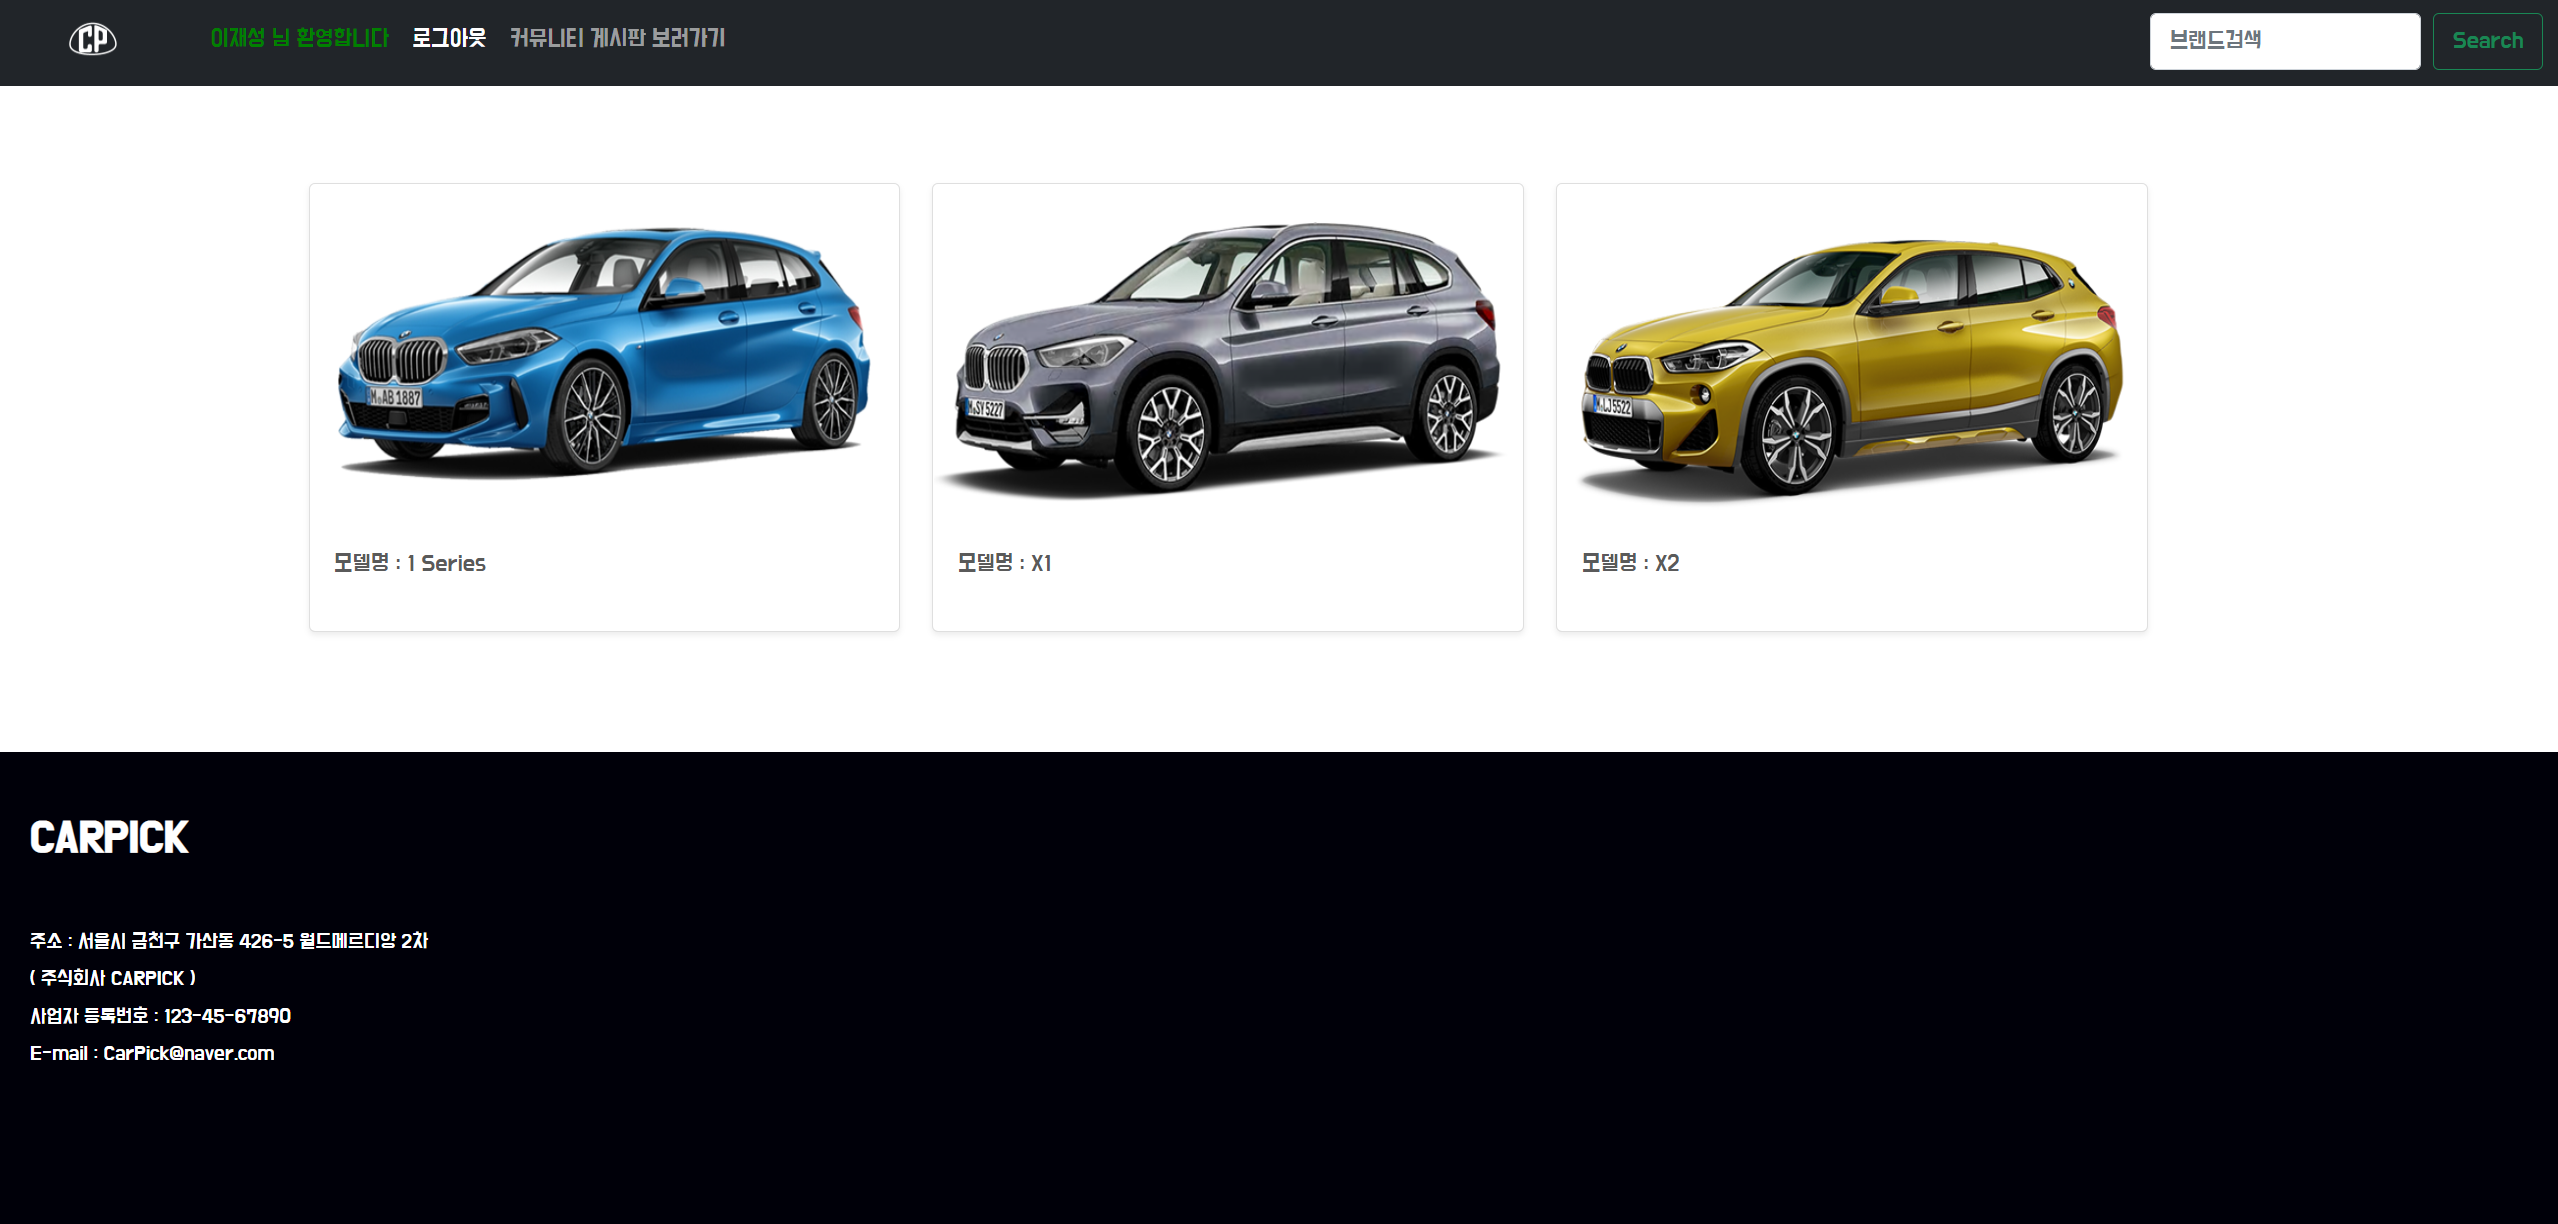 CP
이재성 님 환영합니다 로그아웃 커뮤니티 게시판 보러가기 브랜드검색 Search
M AB 1887
M SY 5227
M LJ 5522
모델명 : 1 Series
모델명 : X1
모델명 : X2
CARPICK
주소 : 서울시 금천구 가산동 426-5 월드메르디앙 2차
( 주식회사 CARPICK )
사업자 등록번호 : 123-45-67890
E-mail : CarPick@naver.com